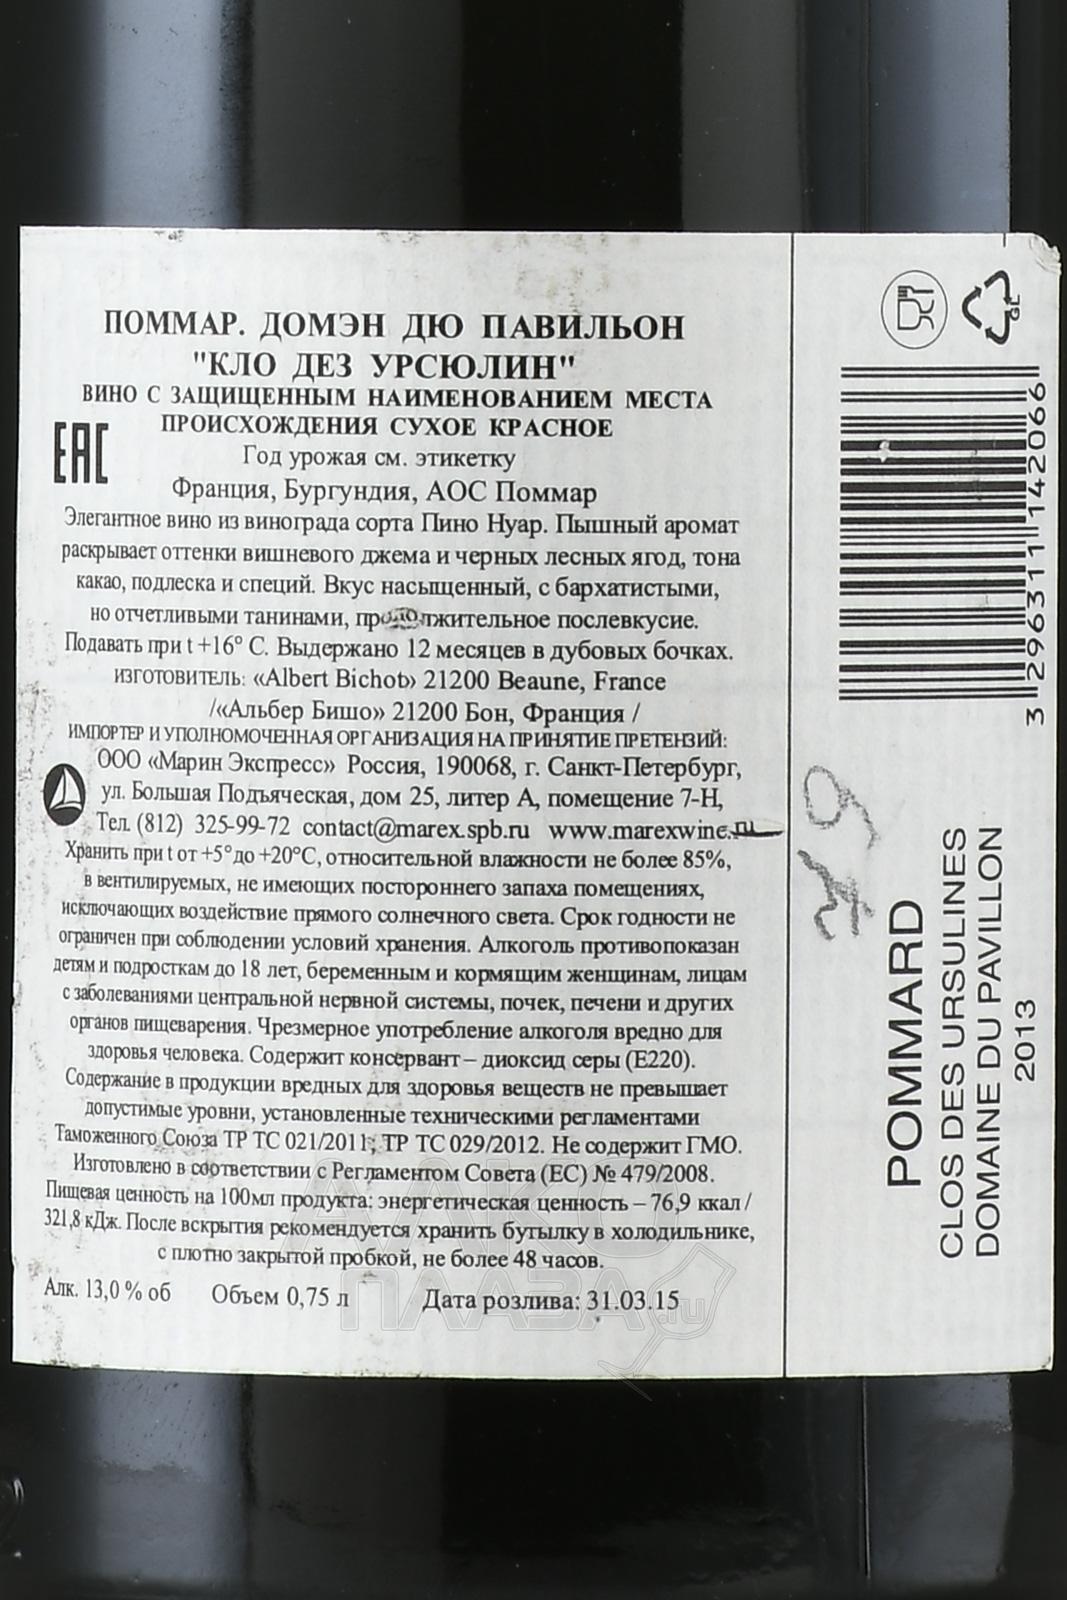 ПОММАР. ДОМЭН ДЮ ПАВИЛЬОН
"КЛО ДЕЗ УРСЮЛИН"
ВИНО С ЗАЩИЩЕННЫМ НАИМЕНОВАНИЕМ МЕСТА
ПРОИСХОЖДЕНИЯ СУХОЕ КРАСНОЕ
EAC
Год урожая см. этикетку
Франция, Бургундия, АОС Поммар
Элегантное вино из винограда сорта Пино Нуар. Пышный аромат
раскрывает оттенки вишневого джема и черных лесных ягод, тона
какао, подлеска и специй. Вкус насыщенный, с бархатистыми,
но отчетливыми танинами, продолжительное послевкусие.
Подавать при t +16° С. Выдержано 12 месяцев в дубовых бочках.
ИЗГОТОВИТЕЛЬ: «Albert Bichot» 21200 Beaune, France
/«Альбер Бишо» 21200 Бон, Франция /
ИМПОРТЕР И УПОЛНОМОЧЕННАЯ ОРГАНИЗАЦИЯ НА ПРИНЯТИЕ ПРЕТЕНЗИЙ:
ООО «Марин Экспресс» Россия, 190068, г. Санкт-Петербург,
ул. Большая Подъяческая, дом 25, литер А, помещение 7-Н,
Тел. (812) 325-99-72 contact@marex.spb.ru www.marexwine.ru
Хранить при t от +5° до +20°С, относительной влажности не более 85%,
в вентилируемых, не имеющих постороннего запаха помещениях,
исключающих воздействие прямого солнечного света. Срок годности не
ограничен при соблюдении условий хранения. Алкоголь противопоказан
детям и подросткам до 18 лет, беременным и кормящим женщинам, лицам
с заболеваниями центральной нервной системы, почек, печени и других
органов пищеварения. Чрезмерное употребление алкоголя вредно для
здоровья человека. Содержит консервант – диоксид серы (Е220).
Содержание в продукции вредных для здоровья веществ не превышает
допустимые уровни, установленные техническими регламентами
Таможенного Союза ТР ТС 021/2011; ТР ТС 029/2012. Не содержит ГМО.
Изготовлено в соответствии с Регламентом Совета (ЕС) № 479/2008.
Пищевая ценность на 100мл продукта: энергетическая ценность – 76,9 ккал /
321,8 кДж. После вскрытия рекомендуется хранить бутылку в холодильнике,
с плотно закрытой пробкой, не более 48 часов.
Алк. 13,0 % об Объем 0,75 л Дата розлива: 31.03.15
АЛКО
ПЛАЗА.ru
GL
3 296311 142066
POMMARD
CLOS DES URSULINES
DOMAINE DU PAVILLON
2013